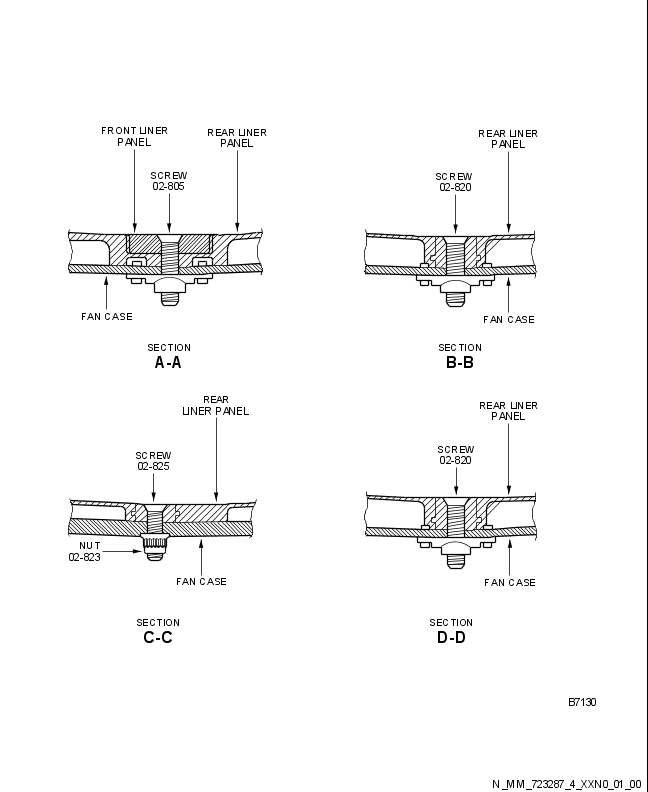 FRONT LINER
PANEL
REAR LINER
PANEL
SCREW
02-805
FAN CASE
SECTION
A-A
REAR LINER
PANEL
SCREW
02-820
FAN CASE
SECTION
B-B
REAR
LINER PANEL
SCREW
02-825
NUT
02-823
FAN CASE
SECTION
C-C
REAR LINER
PANEL
SCREW
02-820
FAN CASE
SECTION
D-D
B7130
N_MM_723287_4_XXN0_01_00